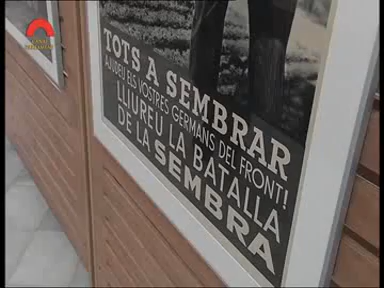 TOTS A SEMBRAR
AJUDEU ELS VOSTRES GERMANS DEL FRONT!
LLIUREU LA BATALLA
DE LA SEMBRA